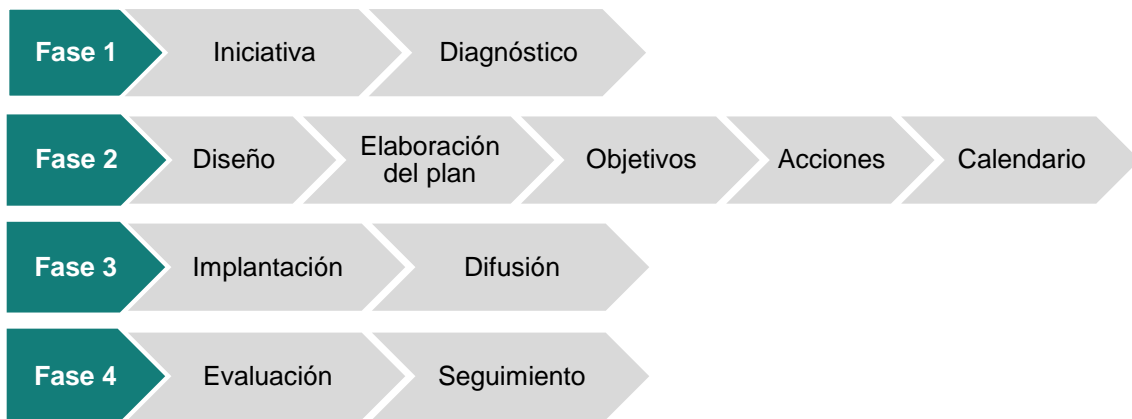 Fase 1
Iniciativa
Diagnóstico
Fase 2
Diseño
Elaboración
del plan
Objetivos
Acciones
Calendario
Fase 3
Implantación
Difusión
Fase 4
Evaluación
Seguimiento